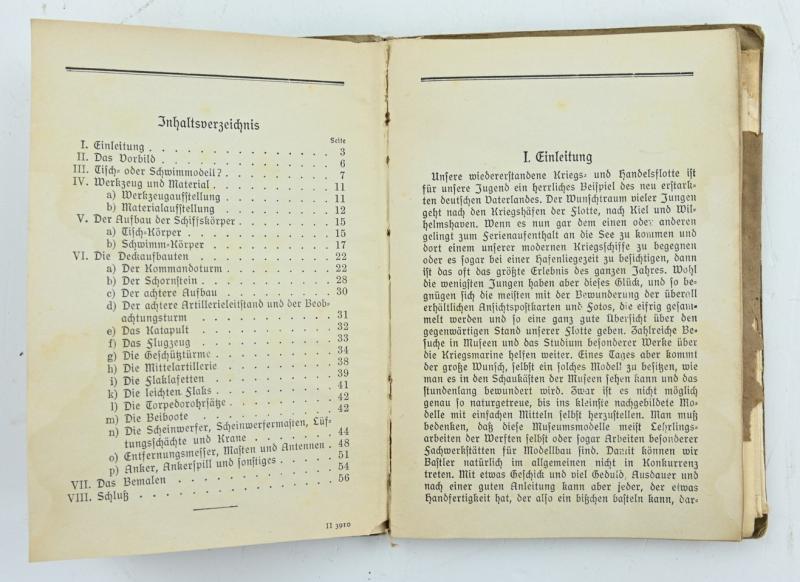 Inhaltsverzeichnis
Seite
I. Einleitung . . . . . . . . . . . . . . 3
II. Das Vorbild . . . . . . . . . . . . . 6
III. Tisch- oder Schwimmodell? . . . . . . . . 7
IV. Werkzeug und Material . . . . . . . . . . 11
a) Werkzeugaufstellung . . . . . . . . . 11
b) Materialaufstellung . . . . . . . . . 12
V. Der Aufbau der Schiffskörper . . . . . . . 15
a) Tisch-Körper . . . . . . . . . . . 15
b) Schwimm-Körper . . . . . . . . . . 17
VI. Die Deckaufbauten . . . . . . . . . . . 22
a) Der Kommandoturm . . . . . . . . . 22
b) Der Schornstein . . . . . . . . . . 28
c) Der achtere Aufbau . . . . . . . . . 30
d) Der achtere Artillerieleitstand und der Beob-
achtungsturm . . . . . . . . . . . 31
e) Das Katapult . . . . . . . . . . . 32
f) Das Flugzeug . . . . . . . . . . . 33
g) Die Geschütztürme . . . . . . . . . . 34
h) Die Mittelartillerie . . . . . . . . . 38
i) Die Flaklafetten . . . . . . . . . . 39
k) Die leichten Flaks . . . . . . . . . . 41
l) Die Torpedorohrsätze . . . . . . . . . 42
m) Die Beiboote . . . . . . . . . . . 42
n) Die Scheinwerfer, Scheinwerfermasten, Lüf-
tungsschächte und Krane . . . . . . . . 44
o) Entfernungsmesser, Masten und Antennen . 48
p) Anker, Ankerspill und sonstiges . . . . . . 51
VII. Das Bemalen . . . . . . . . . . . . . 54
VIII. Schluß . . . . . . . . . . . . . . . 56
II 3910
I. Einleitung
Unsere wiedererstandene Kriegs- und Handelsflotte ist
für unsere Jugend ein herrliches Beispiel des neu erstark-
ten deutschen Vaterlandes. Der Wunschtraum vieler Jungen
geht nach den Kriegshäfen der Flotte, nach Kiel und Wil-
helmshaven. Wenn es nun gar dem einen oder anderen
gelingt zum Ferienaufenthalt an die See zu kommen und
dort einem unserer modernen Kriegsschiffe zu begegnen
oder es sogar bei einer Hafenliegezeit zu besichtigen, dann
ist das oft das größte Erlebnis des ganzen Jahres. Wohl
die wenigsten Jungen haben aber dieses Glück, und so be-
gnügen sich die meisten mit der Bewunderung der überall
erhältlichen Ansichtspostkarten und Fotos, die eifrig gesam-
melt werden und so eine ganz gute Übersicht über den
gegenwärtigen Stand unserer Flotte geben. Zahlreiche Be-
suche in Museen und das Studium besonderer Werke über
die Kriegsmarine helfen weiter. Eines Tages aber kommt
der große Wunsch, selbst ein solches Modell zu besitzen, wie
man es in den Schaukästen der Museen sehen kann und das
stundenlang bewundert wird. Zwar ist es nicht möglich
genau so naturgetreue, bis ins kleinste nachgebildete Mo-
delle mit einfachen Mitteln selbst herzustellen. Man muß
bedenken, daß diese Museumsmodelle meist Lehrlings-
arbeiten der Werften selbst oder sogar Arbeiten besonderer
Fachwerkstätten für Modellbau sind. Damit können wir
Bastler natürlich im allgemeinen nicht in Konkurrenz
treten. Mit etwas Geschick und viel Geduld, Ausdauer und
nach einer guten Anleitung kann aber jeder, der etwas
Handfertigkeit hat, der also ein bißchen basteln kann, dar-